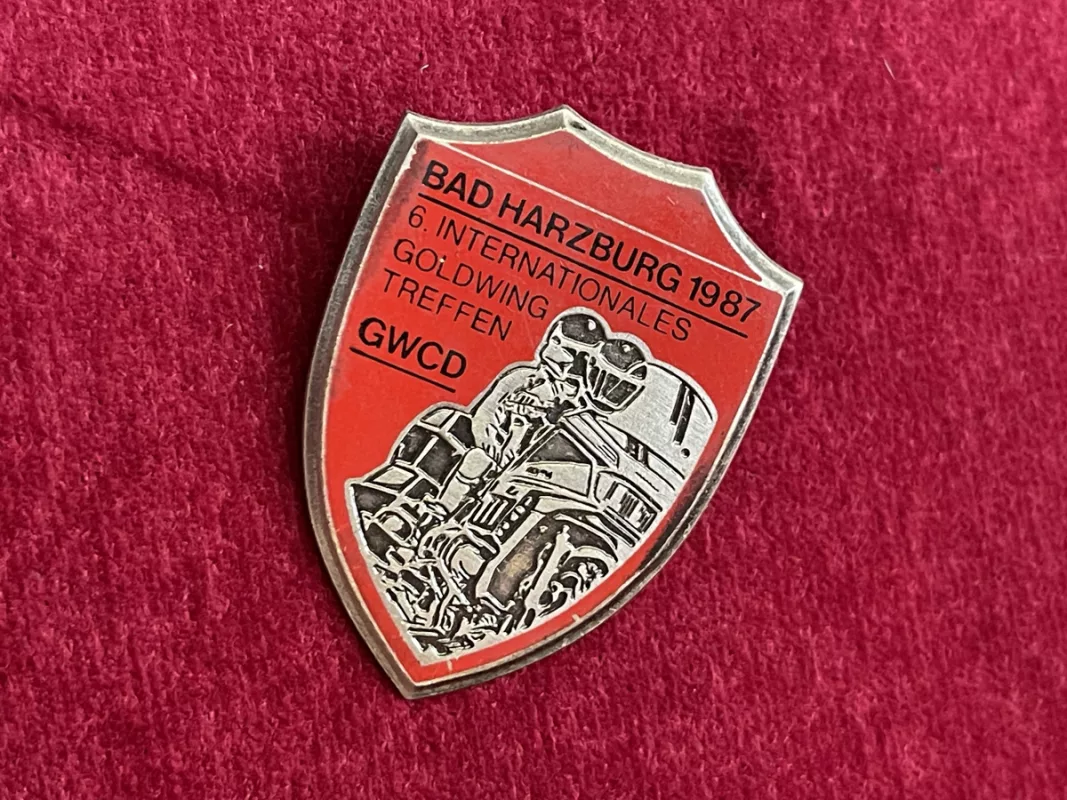 BAD HARZBURG 1987
6. INTERNATIONALES
GOLDWING
TREFFEN
GWCD